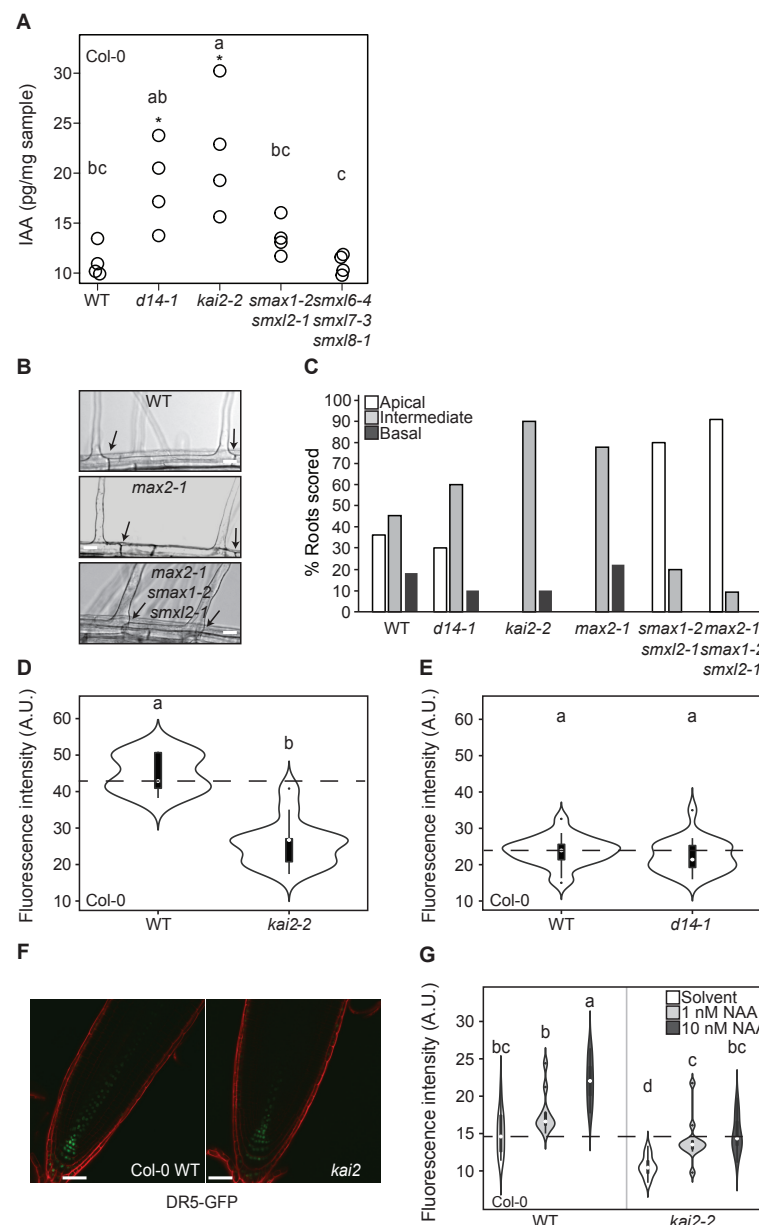 A
Col-0
a
*
ab
*
bc
bc
c
IAA (pg/mg sample)
30
25
20
15
10
WT
d14-1
kai2-2
smax1-2 smxl6-4
smxl2-1 smxl7-3
smxl8-1
B
WT
max2-1
max2-1
smax1-2
smxl2-1
C
Apical
Intermediate
Basal
% Roots scored
100
90
80
70
60
50
40
30
20
10
0
WT
d14-1
kai2-2
max2-1
smax1-2 max2-1
smxl2-1 smax1-2
smxl2-1
D
Fluorescence intensity (A.U.)
60
50
40
30
20
10
a
b
Col-0
WT
kai2-2
E
Fluorescence intensity (A.U.)
60
50
40
30
20
10
a
a
Col-0
WT
d14-1
F
Col-0 WT
kai2
DR5-GFP
G
Fluorescence intensity (A.U.)
30
25
20
15
10
Solvent
1 nM NAA
10 nM NAA
bc
b
a
d
c
bc
Col-0
WT
kai2-2